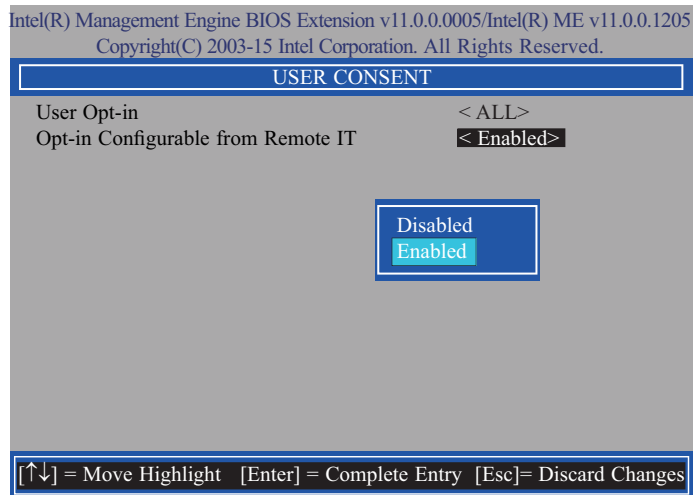 Intel(R) Management Engine BIOS Extension v11.0.0.0005/Intel(R) ME v11.0.0.1205
Copyright(C) 2003-15 Intel Corporation. All Rights Reserved.
USER CONSENT
User Opt-in < ALL>
Opt-in Configurable from Remote IT < Enabled>
Disabled
Enabled
[↑↓] = Move Highlight [Enter] = Complete Entry [Esc]= Discard Changes